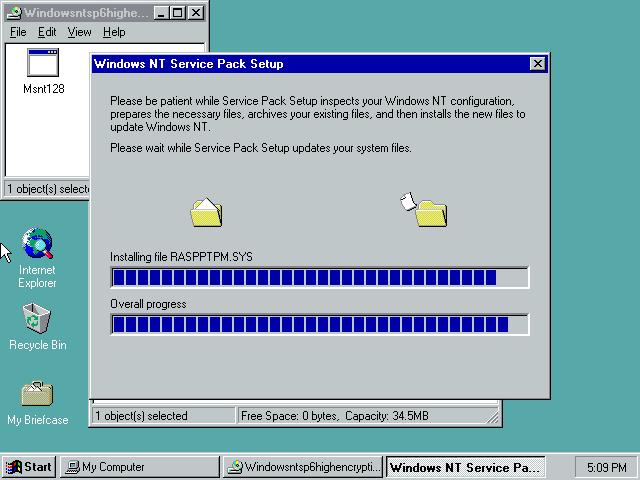 Windowsntsp6highe...
File Edit View Help
Msnt128
1 object(s) selecte
Windows NT Service Pack Setup
Please be patient while Service Pack Setup inspects your Windows NT configuration,
prepares the necessary files, archives your existing files, and then installs the new files to
update Windows NT.
Please wait while Service Pack Setup updates your system files.
Installing file RASPPTPM.SYS
Overall progress
Internet
Explorer
Recycle Bin
My Briefcase
1 object(s) selected
Free Space: 0 bytes, Capacity: 34.5MB
Start
My Computer
Windowsntsp6highencrypti...
Windows NT Service Pa...
5:09 PM